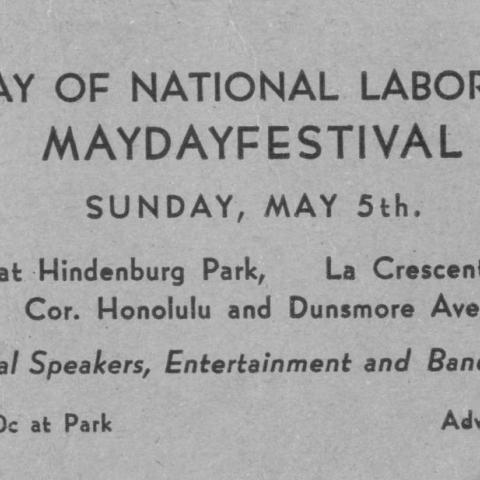 AY OF NATIONAL LABOR
MAYDAYFESTIVAL
SUNDAY, MAY 5th.
at Hindenburg Park, La Crescent
Cor. Honolulu and Dunsmore Ave
al Speakers, Entertainment and Band
0c at Park Adv